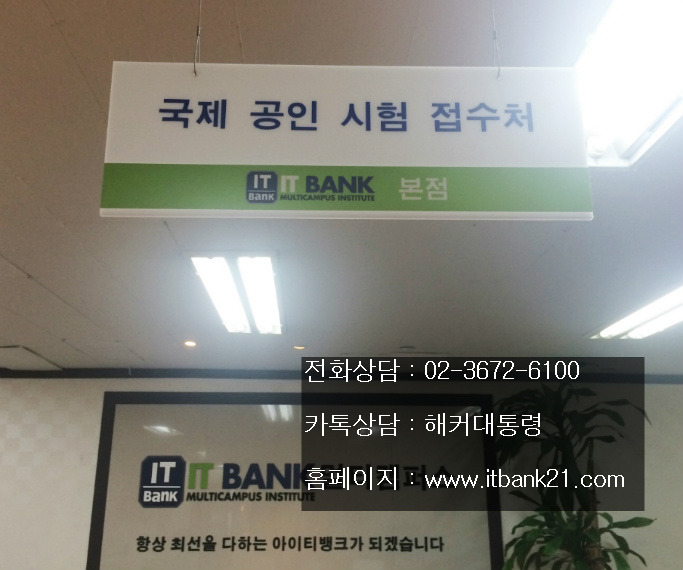 국제 공인 시험 접수처
IT Bank IT BANK MULTICAMPUS INSTITUTE 본점
전화상담 : 02-3672-6100
카톡상담 : 해커대통령
홈페이지 : www.itbank21.com
IT Bank IT BANK
MULTICAMPUS INSTITUTE
항상 최선을 다하는 아이티뱅크가 되겠습니다